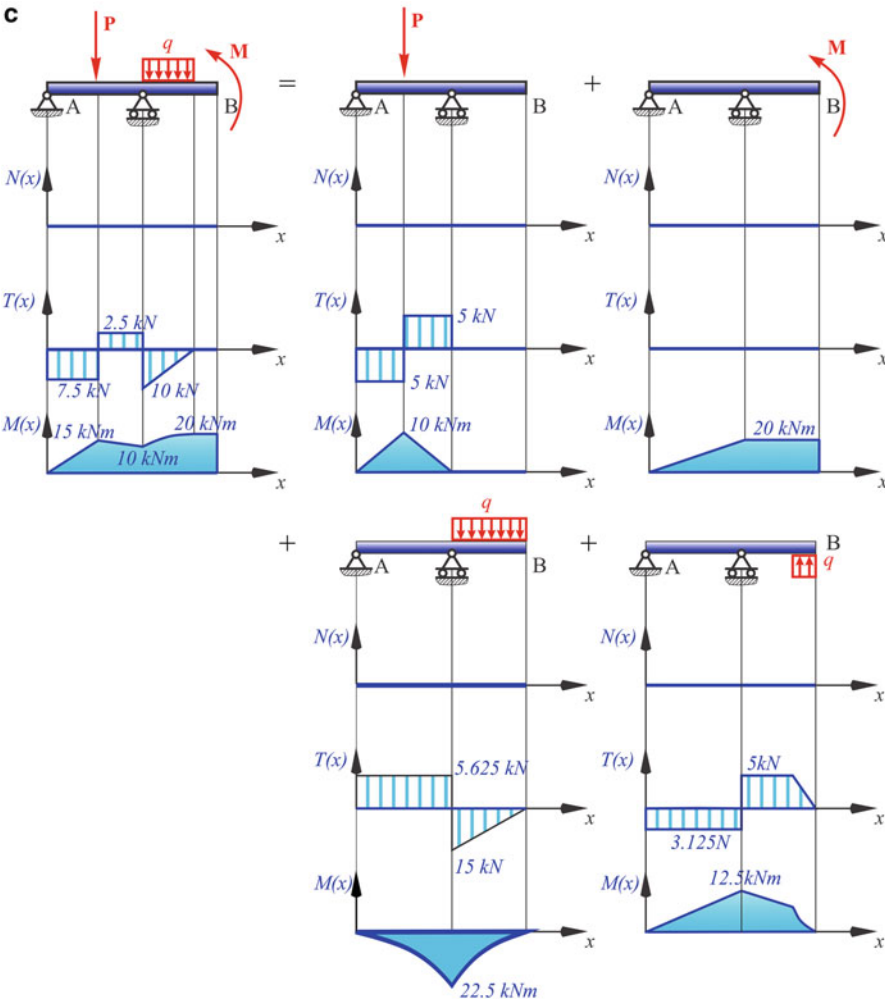 c
P q M = P + M
A B A B A B
N(x) x N(x) x N(x) x
T(x) 2.5 kN x T(x) 5 kN x T(x) x
7.5 kN 10 kN 5 kN
M(x) 15 kNm 20 kNm M(x) 10 kNm M(x) 20 kNm
10 kNm x x x
+ q +
A B A B q
N(x) x N(x) x
T(x) 5.625 kN x T(x) 5kN x
15 kN 3.125N
M(x) x M(x) 12.5kNm x
22.5 kNm